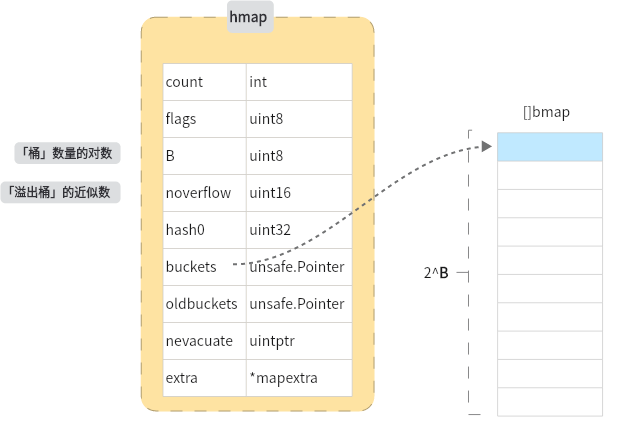 hmap
count int
flags uint8
「桶」数量的对数
B uint8
「溢出桶」的近似数
noverflow uint16
hash0 uint32
buckets unsafe.Pointer
oldbuckets unsafe.Pointer
nevacuate uintptr
extra *mapextra
[]bmap
2^B